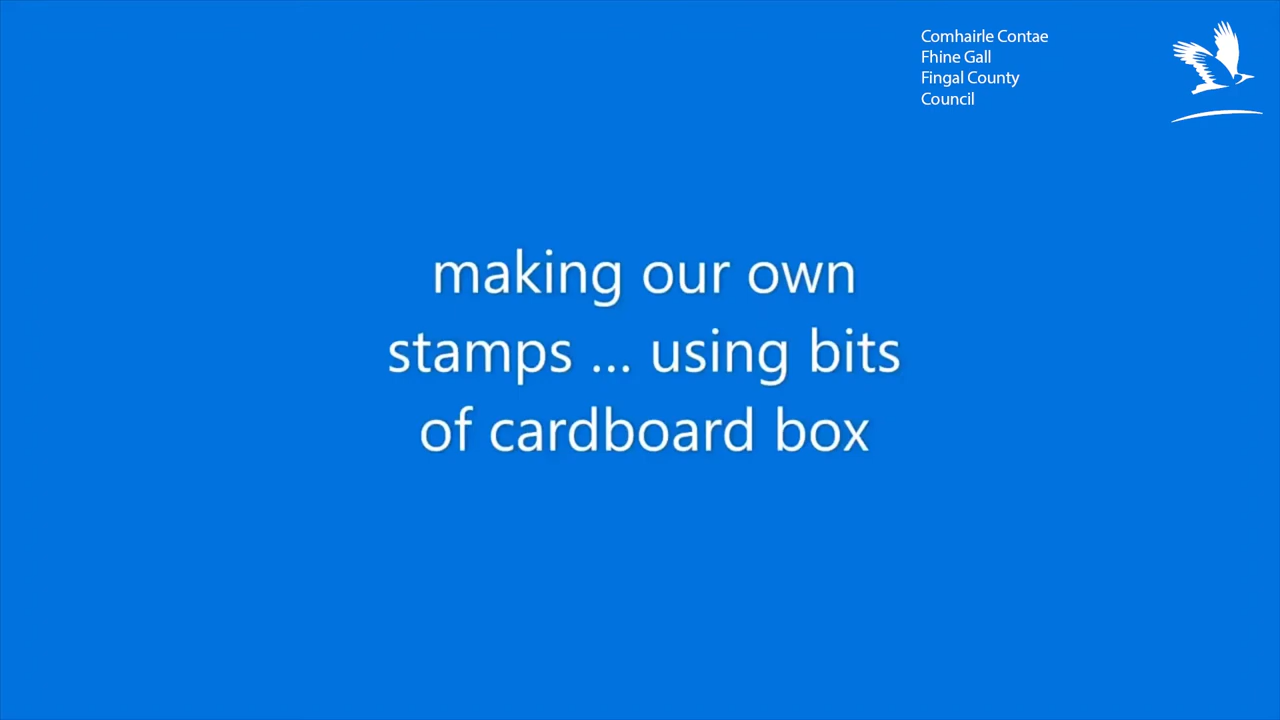 Comhairle Contae
Fhine Gall
Fingal County
Council
making our own
stamps ... using bits
of cardboard box